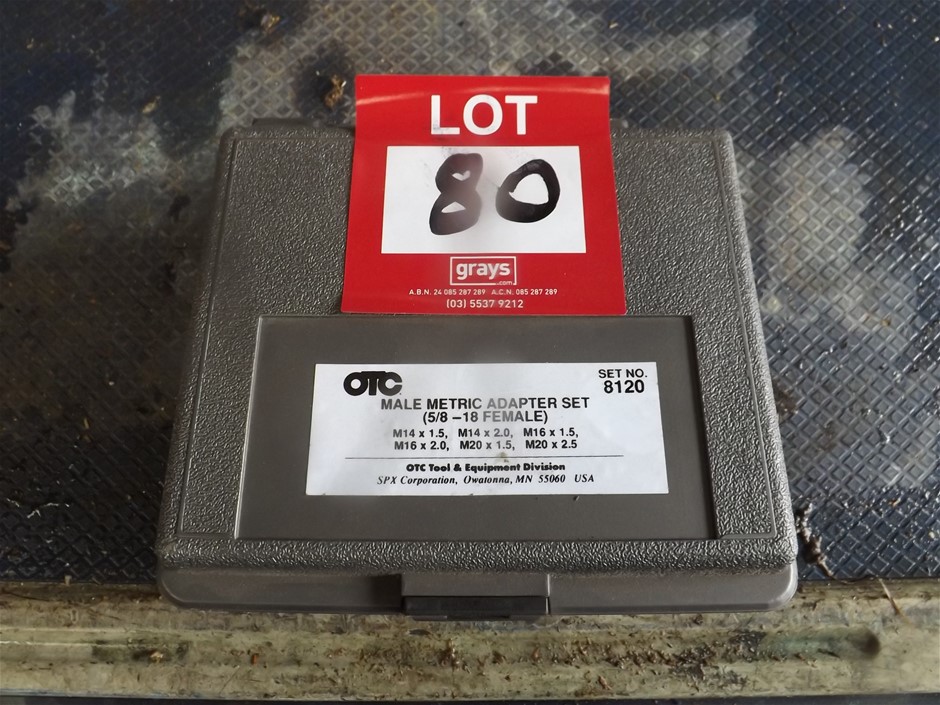 LOT
80
grays
.com
A.B.N. 24 085 287 289 A.C.N. 085 287 289
(03) 5537 9212
OTC
SET NO.
8120
MALE METRIC ADAPTER SET
(5/8 –18 FEMALE)
M14 x 1.5, M14 x 2.0, M16 x 1.5,
M16 x 2.0, M20 x 1.5, M20 x 2.5
OTC Tool & Equipment Division
SPX Corporation, Owatonna, MN 55060 USA